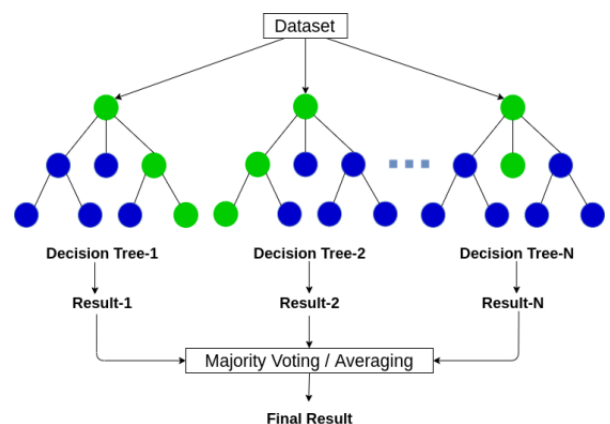 Dataset
Decision Tree-1
Decision Tree-2
Decision Tree-N
Result-1
Result-2
Result-N
Majority Voting / Averaging
Final Result